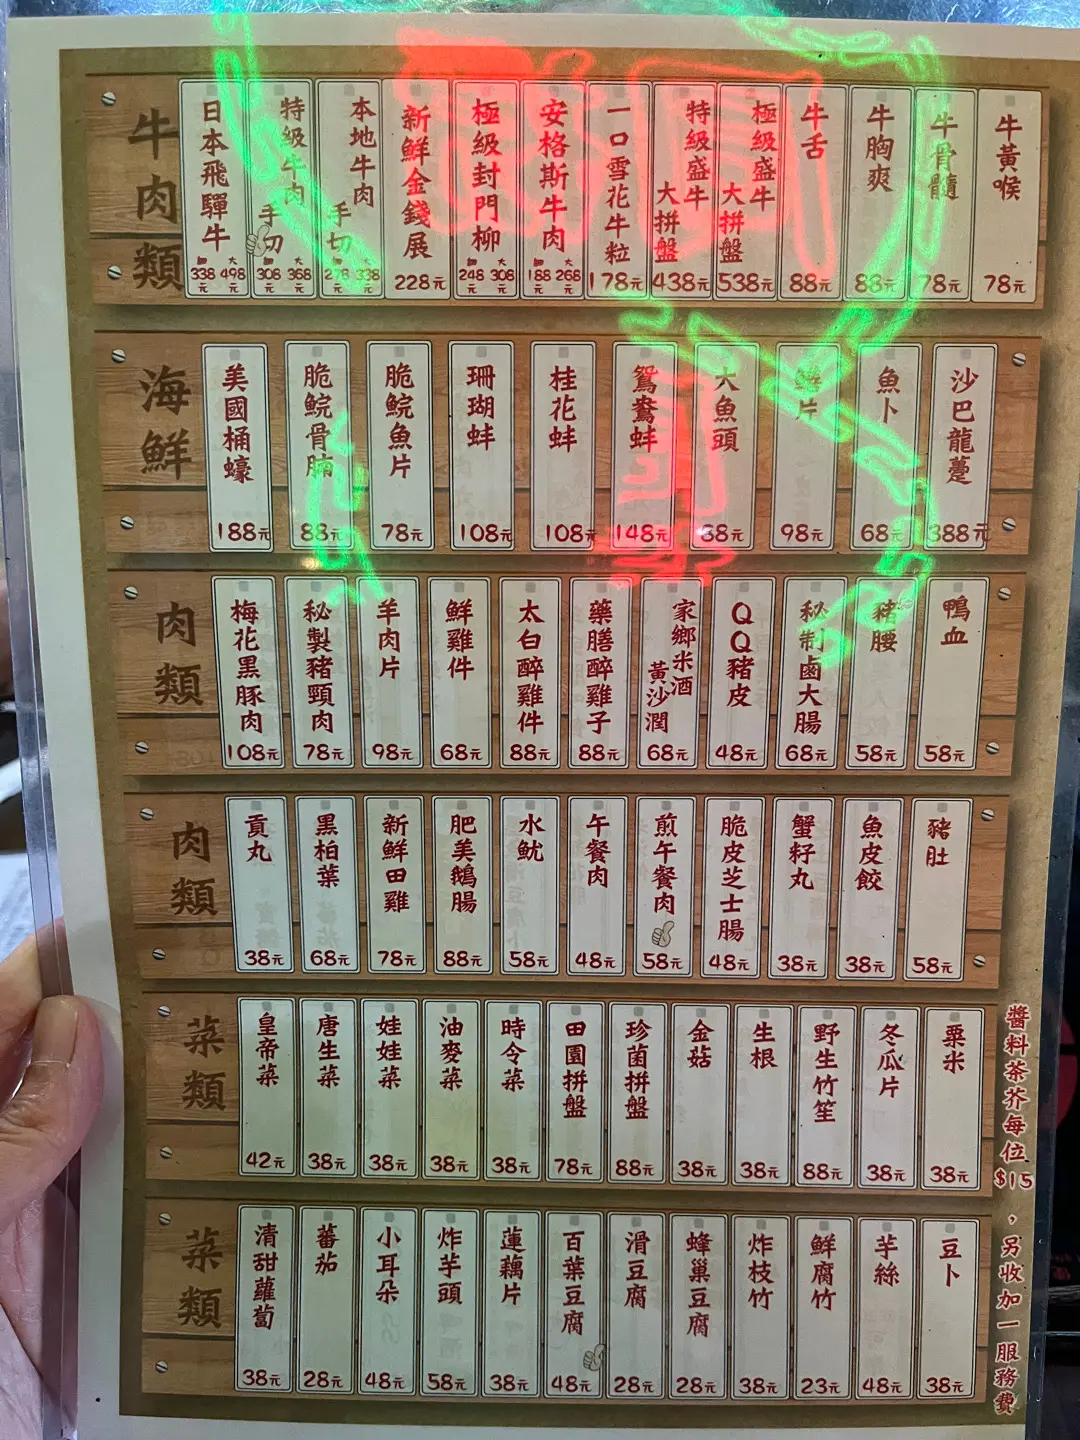 牛肉類
日本飛驒牛 細 338元 大 498元
特級牛肉 手切 細 308元 大 368元
本地牛肉 手切 細 278元 大 338元
新鮮金錢展 228元
極級封門柳 細 248元 大 308元
安格斯牛肉 細 188元 大 268元
一口雪花牛粒 178元
特級盛牛大拼盤 438元
極級盛牛大拼盤 538元
牛舌 88元
牛胸爽 88元
牛骨髓 78元
牛黃喉 78元
海鮮
美國桶蠔 188元
脆鯇骨腩 88元
脆鯇魚片 78元
珊瑚蚌 108元
桂花蚌 108元
鴛鴦蚌 148元
大魚頭 88元
片 98元
魚卜 68元
沙巴龍躉 388元
肉類
梅花黑豚肉 108元
秘製豬頸肉 78元
羊肉片 98元
鮮雞件 68元
太白醉雞件 88元
藥膳醉雞子 88元
家鄉米酒黃沙潤 68元
QQ豬皮 48元
秘制鹵大腸 68元
豬腰 58元
鴨血 58元
肉類
貢丸 38元
黑柏葉 68元
新鮮田雞 78元
肥美鵝腸 88元
水魷 58元
午餐肉 48元
煎午餐肉 58元
脆皮芝士腸 48元
蟹籽丸 38元
魚皮餃 38元
豬肚 58元
菜類
皇帝菜 42元
唐生菜 38元
娃娃菜 38元
油麥菜 38元
時令菜 38元
田園拼盤 78元
珍菌拼盤 88元
金菇 38元
生根 38元
野生竹笙 88元
冬瓜片 38元
粟米 38元
菜類
清甜蘿蔔 38元
蕃茄 28元
小耳朵 48元
炸芋頭 58元
蓮藕片 38元
百葉豆腐 48元
滑豆腐 28元
蜂巢豆腐 28元
炸枝竹 38元
鮮腐竹 23元
芋絲 48元
豆卜 38元
醬料茶芥每位$15，另收加一服務費